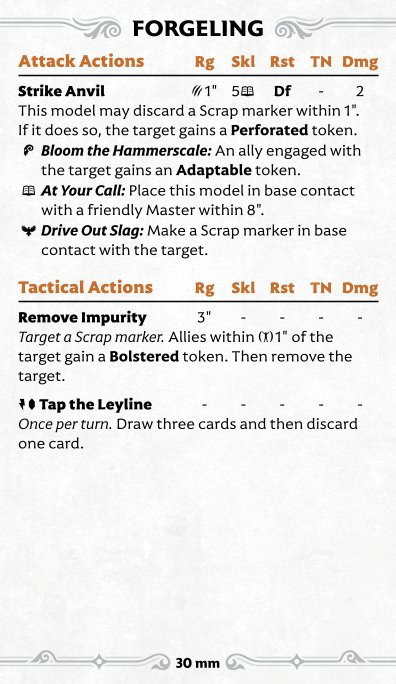 FORGELING
Attack Actions Rg Skl Rst TN Dmg
Strike Anvil 1" 5 Df - 2
This model may discard a Scrap marker within 1".
If it does so, the target gains a Perforated token.
Bloom the Hammerscale: An ally engaged with
the target gains an Adaptable token.
At Your Call: Place this model in base contact
with a friendly Master within 8".
Drive Out Slag: Make a Scrap marker in base
contact with the target.
Tactical Actions Rg Skl Rst TN Dmg
Remove Impurity 3" - - - -
Target a Scrap marker. Allies within 1" of the
target gain a Bolstered token. Then remove the
target.
Tap the Leyline - - - - -
Once per turn. Draw three cards and then discard
one card.
30 mm